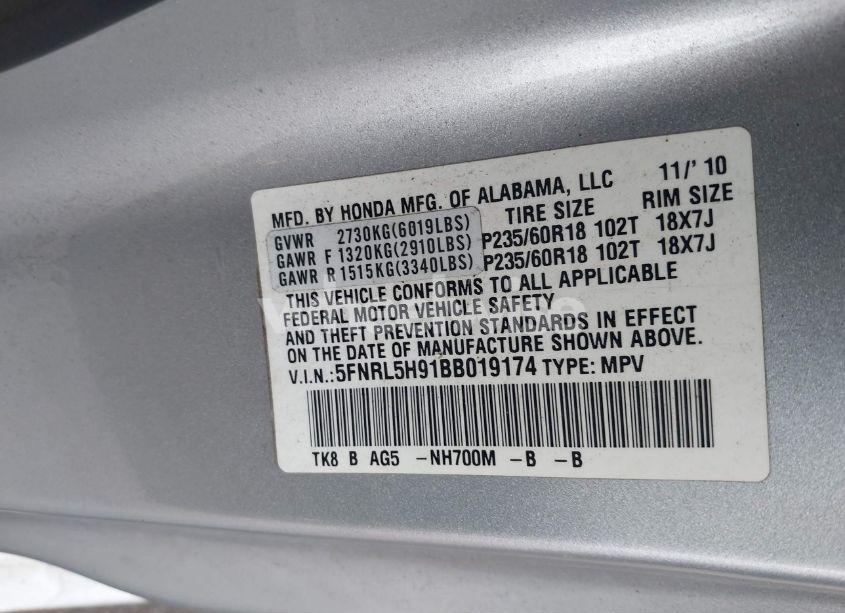 MFD. BY HONDA MFG. OF ALABAMA, LLC 11/' 10
TIRE SIZE RIM SIZE
GVWR 2730KG(6019LBS)
GAWR F 1320KG(2910LBS) P235/60R18 102T 18X7J
GAWR R 1515KG(3340LBS) P235/60R18 102T 18X7J
THIS VEHICLE CONFORMS TO ALL APPLICABLE
FEDERAL MOTOR VEHICLE SAFETY
AND THEFT PREVENTION STANDARDS IN EFFECT
ON THE DATE OF MANUFACTURE SHOWN ABOVE.
V.I.N.:5FNRL5H91BB019174 TYPE: MPV
TK8 B AG5 -NH700M -B -B